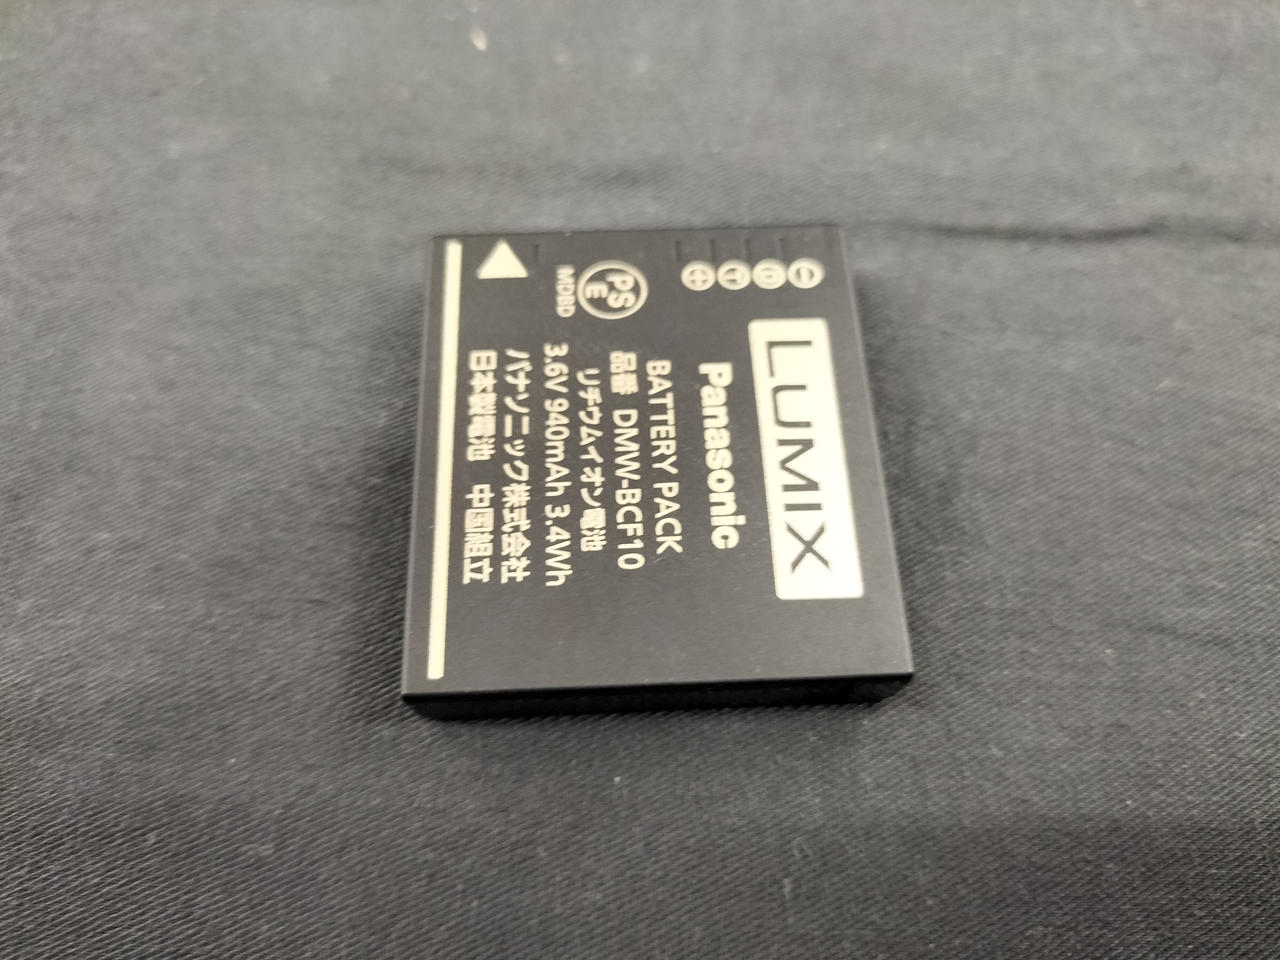 LUMIX
Panasonic
BATTERY PACK
品番 DMW-BCF10
リチウムイオン電池
3.6V 940mAh 3.4Wh
パナソニック株式会社
日本製電池 中国組立
PS
E
MDBD
⊖ D T ⊕